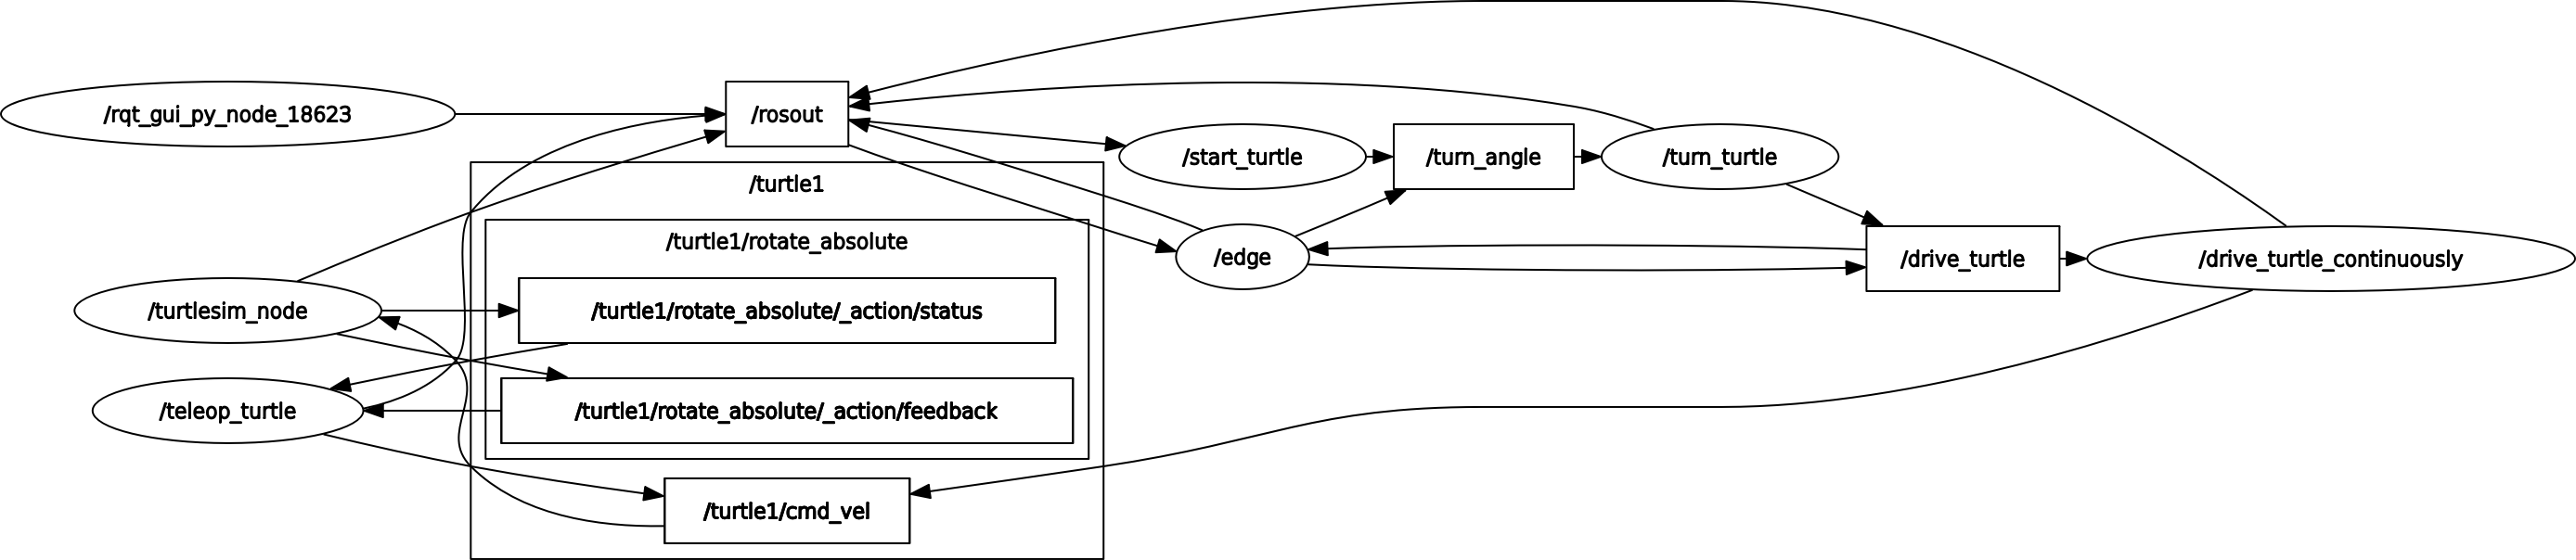 /rqt_gui_py_node_18623
/rosout
/start_turtle
/turn_angle
/turn_turtle
/turtle1
/turtle1/rotate_absolute
/edge
/drive_turtle
/drive_turtle_continuously
/turtlesim_node
/turtle1/rotate_absolute/_action/status
/teleop_turtle
/turtle1/rotate_absolute/_action/feedback
/turtle1/cmd_vel